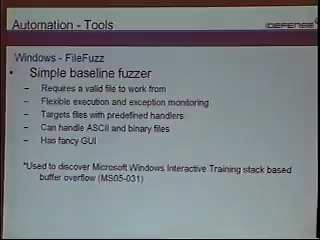 Automation - Tools
iDEFENSE
Windows - FileFuzz
• Simple baseline fuzzer
– Requires a valid file to work from
– Flexible execution and exception monitoring
– Targets files with predefined handlers
– Can handle ASCII and binary files
– Has fancy GUI
*Used to discover Microsoft Windows Interactive Training stack based
buffer overflow (MS05-031)